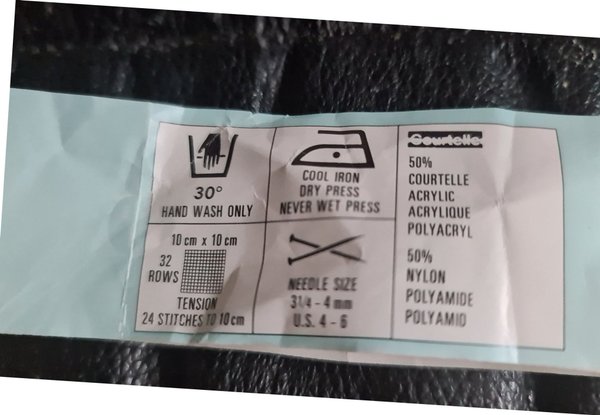 30°
HAND WASH ONLY
COOL IRON
DRY PRESS
NEVER WET PRESS
Courtelle
50%
COURTELLE
ACRYLIC
ACRYLIQUE
POLYACRYL
50%
NYLON
POLYAMIDE
POLYAMID
10 cm x 10 cm
32
ROWS
TENSION
24 STITCHES TO 10 cm
NEEDLE SIZE
3¼ - 4 mm
U.S. 4 - 6